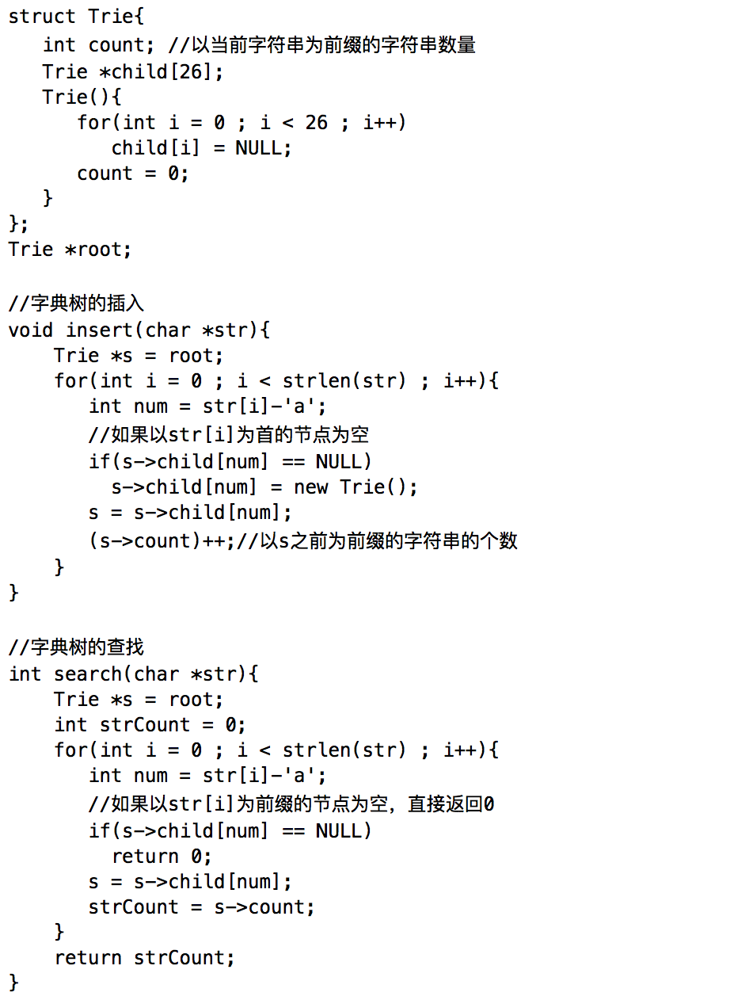 struct Trie{
   int count; //以当前字符串为前缀的字符串数量
   Trie *child[26];
   Trie(){
      for(int i = 0 ; i < 26 ; i++)
         child[i] = NULL;
      count = 0;
   }
};
Trie *root;

//字典树的插入
void insert(char *str){
    Trie *s = root;
    for(int i = 0 ; i < strlen(str) ; i++){
       int num = str[i]-'a';
       //如果以str[i]为首的节点为空
       if(s->child[num] == NULL)
         s->child[num] = new Trie();
       s = s->child[num];
       (s->count)++;//以s之前为前缀的字符串的个数
    }
}

//字典树的查找
int search(char *str){
    Trie *s = root;
    int strCount = 0;
    for(int i = 0 ; i < strlen(str) ; i++){
       int num = str[i]-'a';
       //如果以str[i]为前缀的节点为空，直接返回0
       if(s->child[num] == NULL)
         return 0;
       s = s->child[num];
       strCount = s->count;
    }
    return strCount;
}